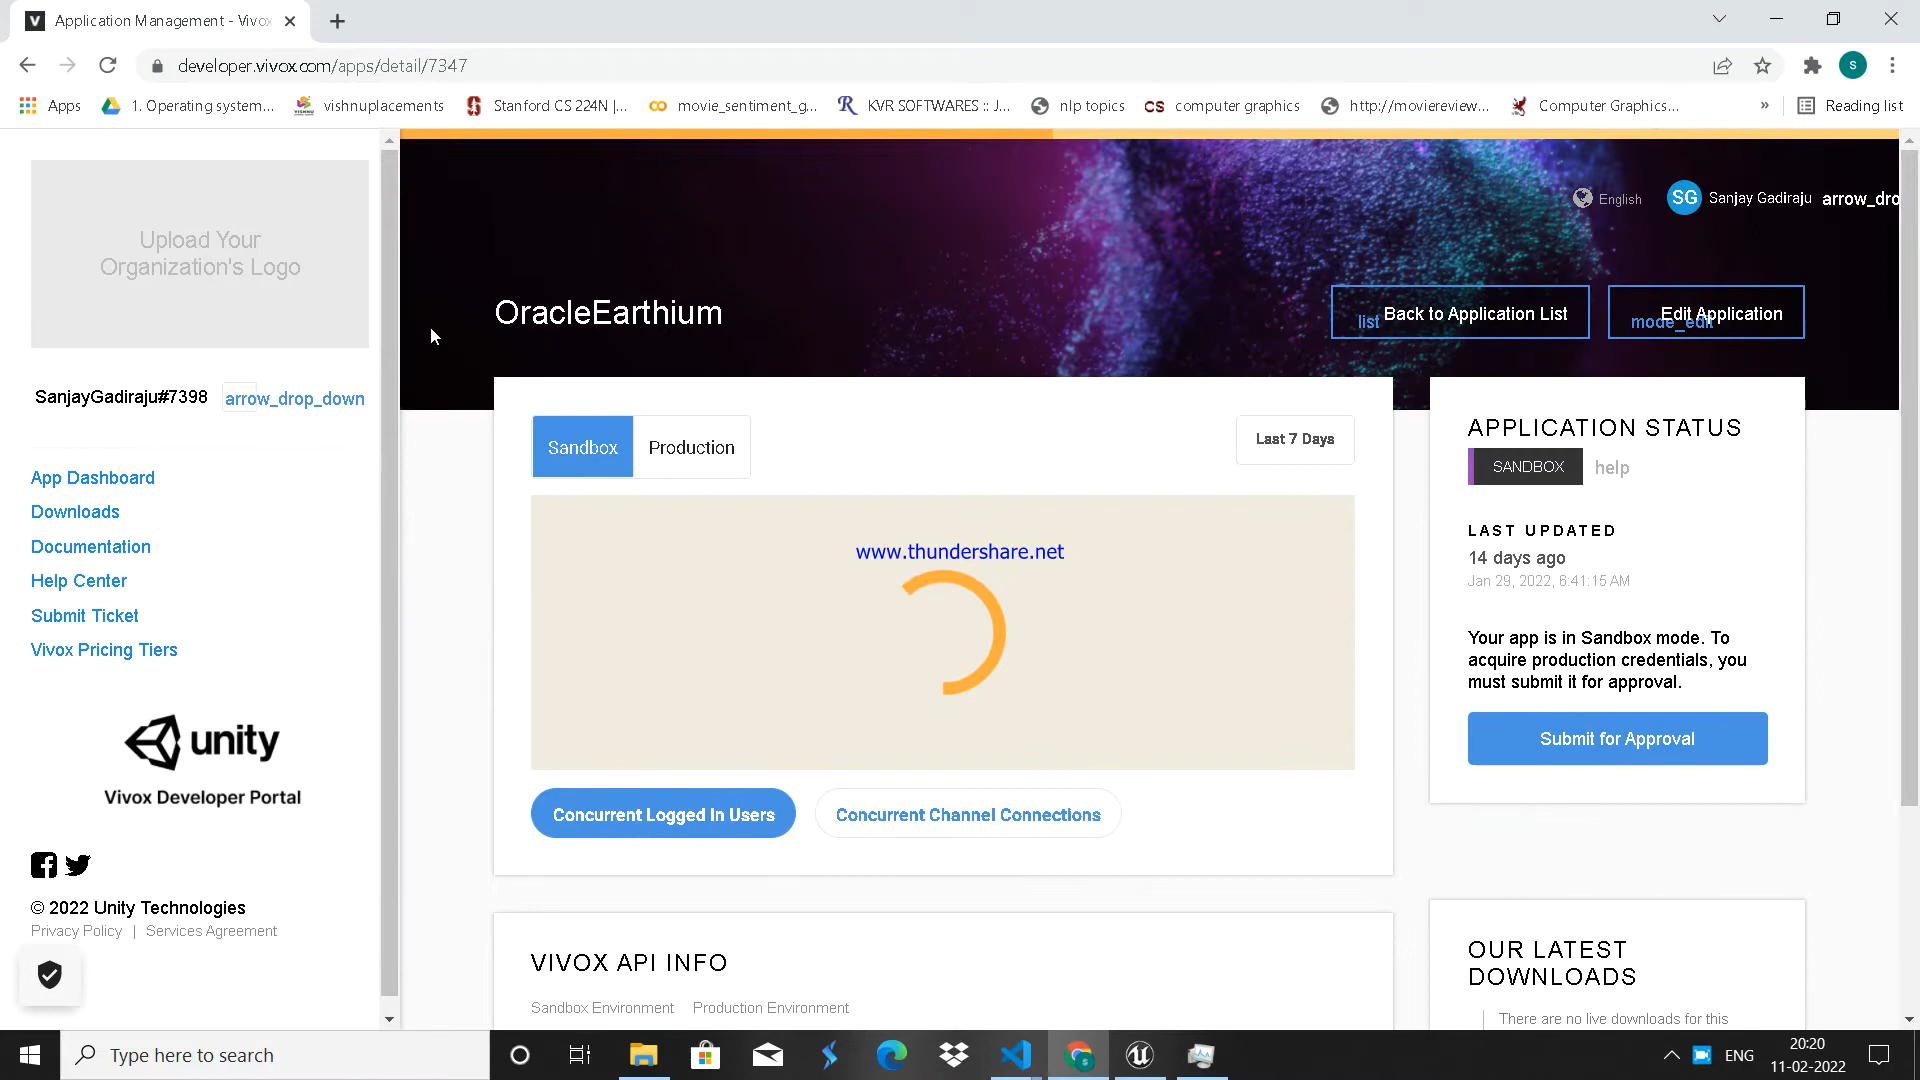 Application Management - Vivox
developer.vivox.com/apps/detail/7347
S
Apps
1. Operating system...
vishnuplacements
Stanford CS 224N |...
movie_sentiment_g...
KVR SOFTWARES :: J...
nlp topics
CS computer graphics
http://moviereview...
Computer Graphics...
»
Reading list
Upload Your
Organization's Logo
SanjayGadiraju#7398
arrow_drop_down
App Dashboard
Downloads
Documentation
Help Center
Submit Ticket
Vivox Pricing Tiers
unity
Vivox Developer Portal
© 2022 Unity Technologies
Privacy Policy | Services Agreement
English
SG Sanjay Gadiraju arrow_dro
OracleEarthium
list Back to Application List
mode_edit Edit Application
Sandbox Production
Last 7 Days
www.thundershare.net
Concurrent Logged In Users
Concurrent Channel Connections
APPLICATION STATUS
SANDBOX help
LAST UPDATED
14 days ago
Jan 29, 2022, 6:41:15 AM
Your app is in Sandbox mode. To
acquire production credentials, you
must submit it for approval.
Submit for Approval
VIVOX API INFO
Sandbox Environment Production Environment
OUR LATEST
DOWNLOADS
There are no live downloads for this
Type here to search
ENG
20:20
11-02-2022